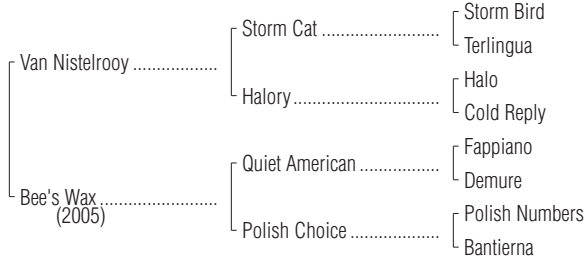 Storm Bird
Storm Cat ............................
Terlingua
Van Nistelrooy ....................
Halo
Halory ...................................
Cold Reply
Fappiano
Quiet American ...................
Demure
Bee's Wax ............................
(2005)
Polish Numbers
Polish Choice .....................
Bantierna